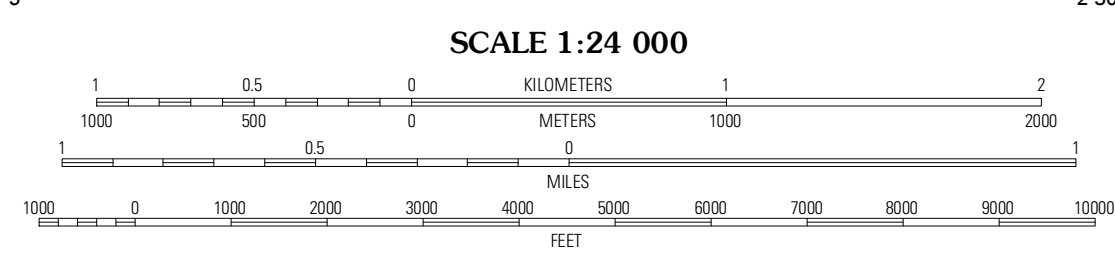 SCALE 1:24 000
1 0.5 0 KILOMETERS 1 2
1000 500 0 METERS 1000 2000
1 0.5 0 1
MILES
1000 0 1000 2000 3000 4000 5000 6000 7000 8000 9000 10000
FEET